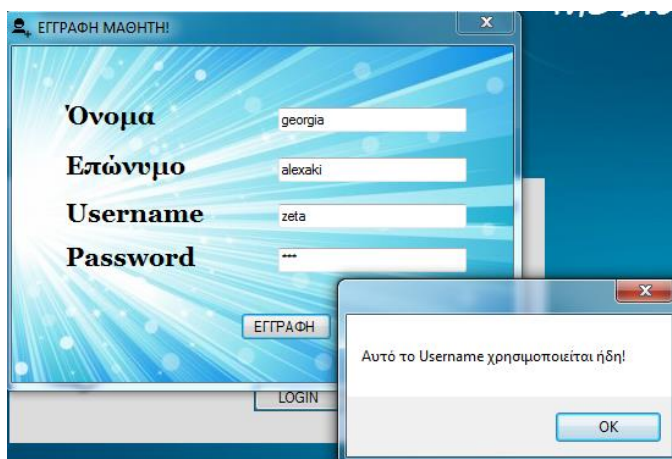 ΕΓΓΡΑΦΗ ΜΑΘΗΤΗ!
x
Όνομα georgia
Επώνυμο alexaki
Username zeta
Password ***
ΕΓΓΡΑΦΗ
x
Αυτό το Username χρησιμοποιείται ήδη!
LOGIN
OK